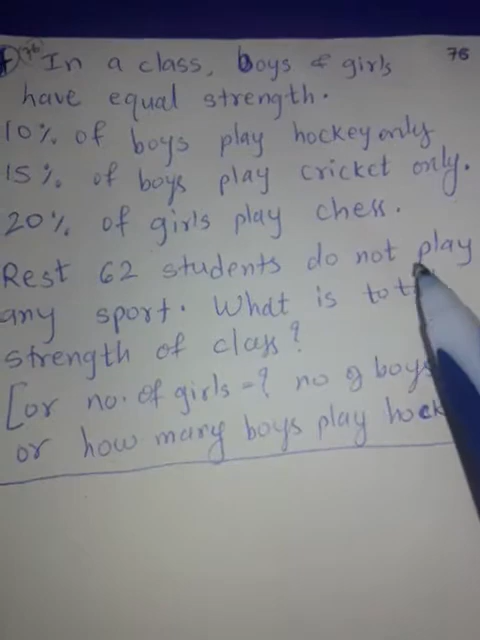 76
In a class, boys & girls 76
have equal strength.
10% of boys play hockey only
15% of boys play cricket only.
20% of girls play chess.
Rest 62 students do not play
any sport. What is
strength of class?
[or no. of girls =? no of boys
or how many boys play